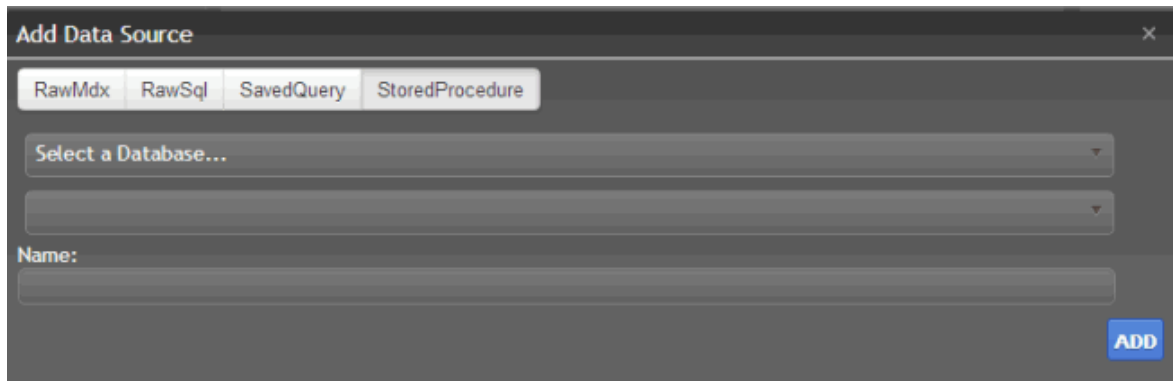 Add Data Source ×
RawMdx RawSql SavedQuery StoredProcedure
Select a Database...
Name:
ADD